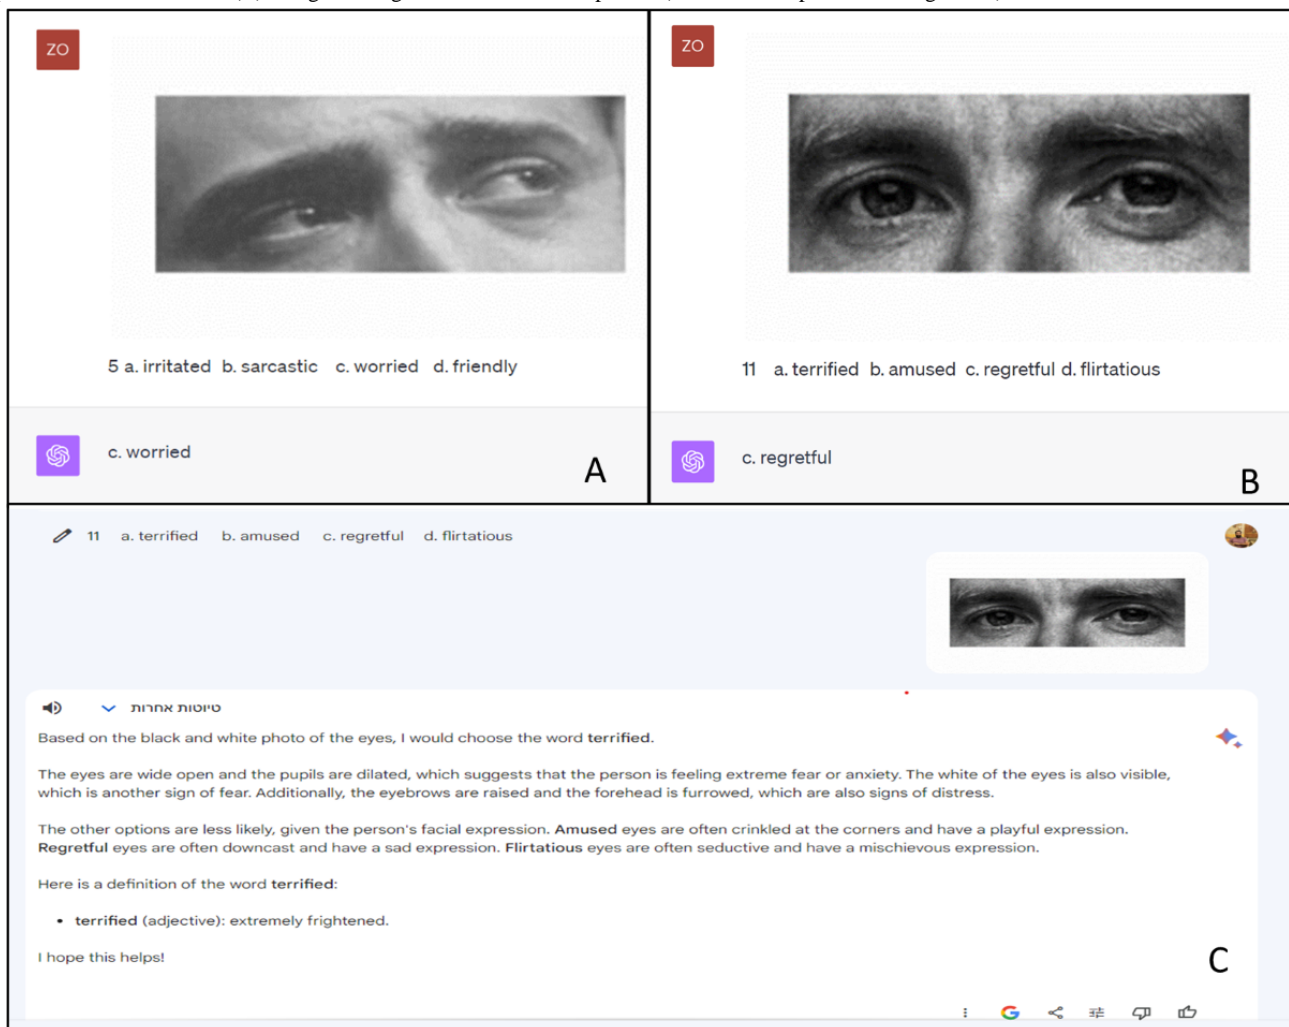 ZO
5 a. irritated b. sarcastic c. worried d. friendly
c. worried
A
ZO
11 a. terrified b. amused c. regretful d. flirtatious
c. regretful
B
11 a. terrified b. amused c. regretful d. flirtatious
טיוטות אחרות
Based on the black and white photo of the eyes, I would choose the word terrified.
The eyes are wide open and the pupils are dilated, which suggests that the person is feeling extreme fear or anxiety. The white of the eyes is also visible,
which is another sign of fear. Additionally, the eyebrows are raised and the forehead is furrowed, which are also signs of distress.
The other options are less likely, given the person's facial expression. Amused eyes are often crinkled at the corners and have a playful expression.
Regretful eyes are often downcast and have a sad expression. Flirtatious eyes are often seductive and have a mischievous expression.
Here is a definition of the word terrified:
• terrified (adjective): extremely frightened.
I hope this helps!
C